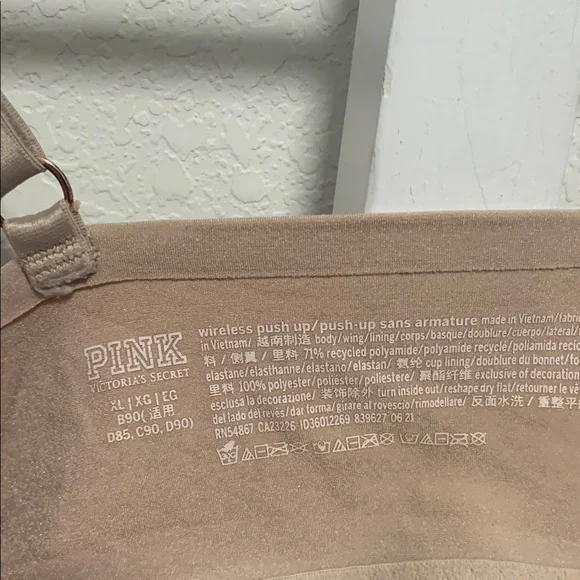 PINK
VICTORIA'S SECRET
XL | XG | EG
B90( 适用
D85, C90, D90)
wireless push up/push-up sans armature made in Vietnam/fabri
in Vietnam/ 越南制造 body/wing/lining/corps/basque/doublure/cuerpo/lateral/
料 / 侧翼 / 里料 71% recycled polyamide/polyamide recyclé/poliamida recic
elastane/élasthanne/elastano/elastan/ 氨纶 cup lining/doublure du bonnet/fo
里料 100% polyester/poliéster/poliestere/ 聚酯纤维 exclusive of decoration
esclusa la decorazione/ 装饰除外 turn inside out/reshape dry flat/retourner le vê
del lado del revés/dar forma/girare al rovescio/rimodellare/ 反面水洗 / 重整平
RN54867 CA23226 ID36012269 839627 06 21